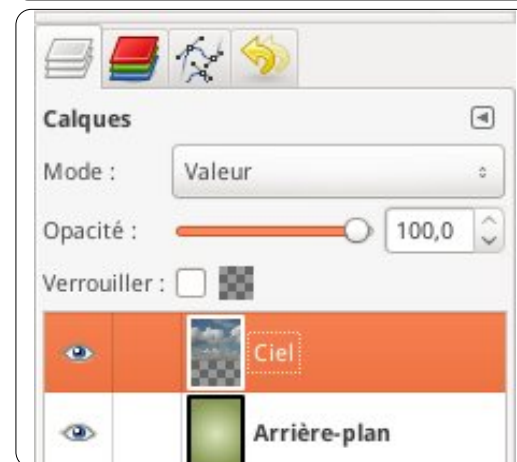 Calques
Mode :
Valeur
Opacité :
100,0
Verrouiller :
Ciel
Arrière-plan